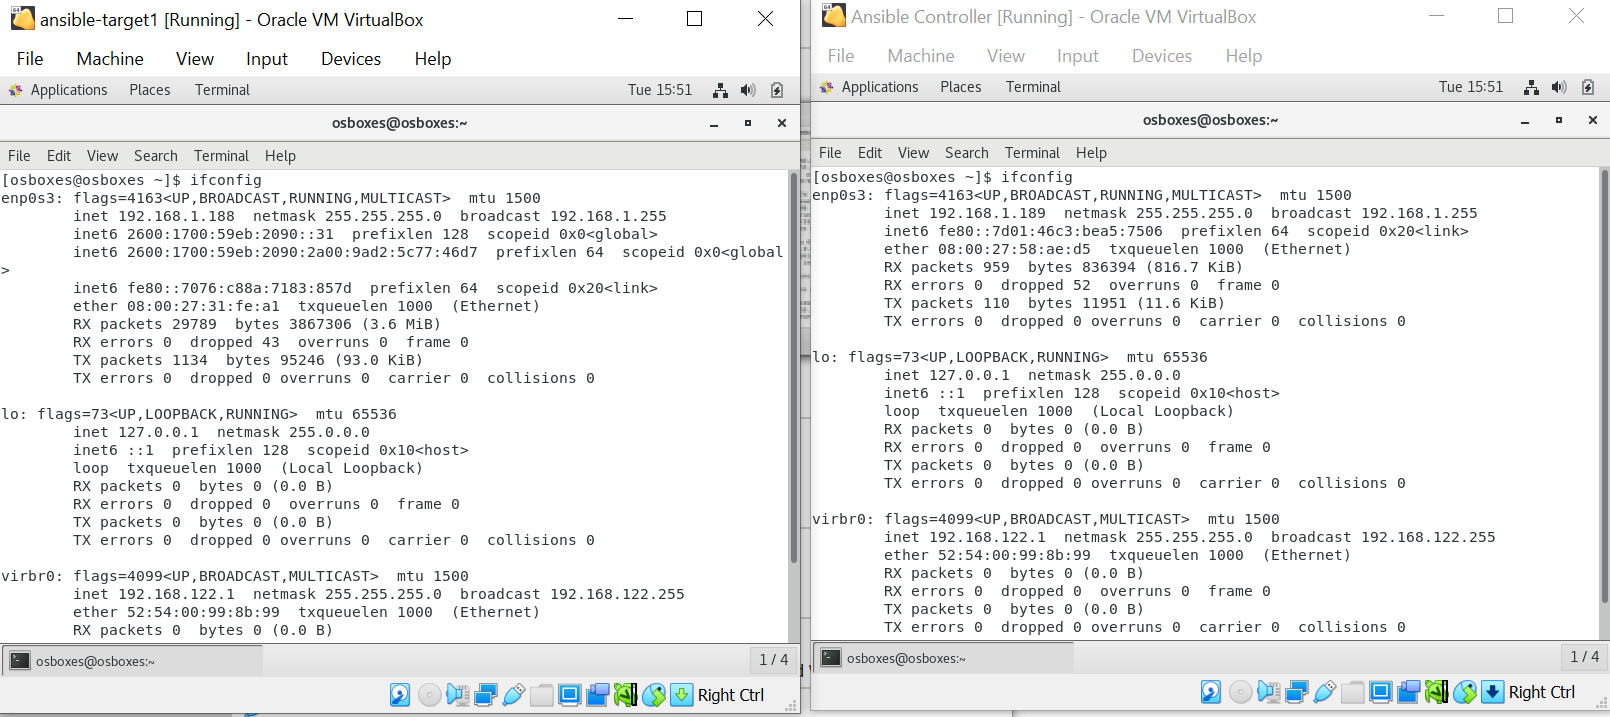 ansible-target1 [Running] - Oracle VM VirtualBox
File Machine View Input Devices Help
Applications Places Terminal Tue 15:51
osboxes@osboxes:~
File Edit View Search Terminal Help
[osboxes@osboxes ~]$ ifconfig
enp0s3: flags=4163<UP,BROADCAST,RUNNING,MULTICAST>  mtu 1500
        inet 192.168.1.188  netmask 255.255.255.0  broadcast 192.168.1.255
        inet6 2600:1700:59eb:2090::31  prefixlen 128  scopeid 0x0<global>
        inet6 2600:1700:59eb:2090:2a00:9ad2:5c77:46d7  prefixlen 64  scopeid 0x0<global
>
        inet6 fe80::7076:c88a:7183:857d  prefixlen 64  scopeid 0x20<link>
        ether 08:00:27:31:fe:a1  txqueuelen 1000  (Ethernet)
        RX packets 29789  bytes 3867306 (3.6 MiB)
        RX errors 0  dropped 43  overruns 0  frame 0
        TX packets 1134  bytes 95246 (93.0 KiB)
        TX errors 0  dropped 0 overruns 0  carrier 0  collisions 0
lo: flags=73<UP,LOOPBACK,RUNNING>  mtu 65536
        inet 127.0.0.1  netmask 255.0.0.0
        inet6 ::1  prefixlen 128  scopeid 0x10<host>
        loop  txqueuelen 1000  (Local Loopback)
        RX packets 0  bytes 0 (0.0 B)
        RX errors 0  dropped 0  overruns 0  frame 0
        TX packets 0  bytes 0 (0.0 B)
        TX errors 0  dropped 0 overruns 0  carrier 0  collisions 0
virbr0: flags=4099<UP,BROADCAST,MULTICAST>  mtu 1500
        inet 192.168.122.1  netmask 255.255.255.0  broadcast 192.168.122.255
        ether 52:54:00:99:8b:99  txqueuelen 1000  (Ethernet)
        RX packets 0  bytes 0 (0.0 B)
osboxes@osboxes:~ 1 / 4
Right Ctrl
Ansible Controller [Running] - Oracle VM VirtualBox
File Machine View Input Devices Help
Applications Places Terminal Tue 15:51
osboxes@osboxes:~
File Edit View Search Terminal Help
[osboxes@osboxes ~]$ ifconfig
enp0s3: flags=4163<UP,BROADCAST,RUNNING,MULTICAST>  mtu 1500
        inet 192.168.1.189  netmask 255.255.255.0  broadcast 192.168.1.255
        inet6 fe80::7d01:46c3:bea5:7506  prefixlen 64  scopeid 0x20<link>
        ether 08:00:27:58:ae:d5  txqueuelen 1000  (Ethernet)
        RX packets 959  bytes 836394 (816.7 KiB)
        RX errors 0  dropped 52  overruns 0  frame 0
        TX packets 110  bytes 11951 (11.6 KiB)
        TX errors 0  dropped 0 overruns 0  carrier 0  collisions 0
lo: flags=73<UP,LOOPBACK,RUNNING>  mtu 65536
        inet 127.0.0.1  netmask 255.0.0.0
        inet6 ::1  prefixlen 128  scopeid 0x10<host>
        loop  txqueuelen 1000  (Local Loopback)
        RX packets 0  bytes 0 (0.0 B)
        RX errors 0  dropped 0  overruns 0  frame 0
        TX packets 0  bytes 0 (0.0 B)
        TX errors 0  dropped 0 overruns 0  carrier 0  collisions 0
virbr0: flags=4099<UP,BROADCAST,MULTICAST>  mtu 1500
        inet 192.168.122.1  netmask 255.255.255.0  broadcast 192.168.122.255
        ether 52:54:00:99:8b:99  txqueuelen 1000  (Ethernet)
        RX packets 0  bytes 0 (0.0 B)
        RX errors 0  dropped 0  overruns 0  frame 0
        TX packets 0  bytes 0 (0.0 B)
        TX errors 0  dropped 0 overruns 0  carrier 0  collisions 0
osboxes@osboxes:~ 1 / 4
Right Ctrl